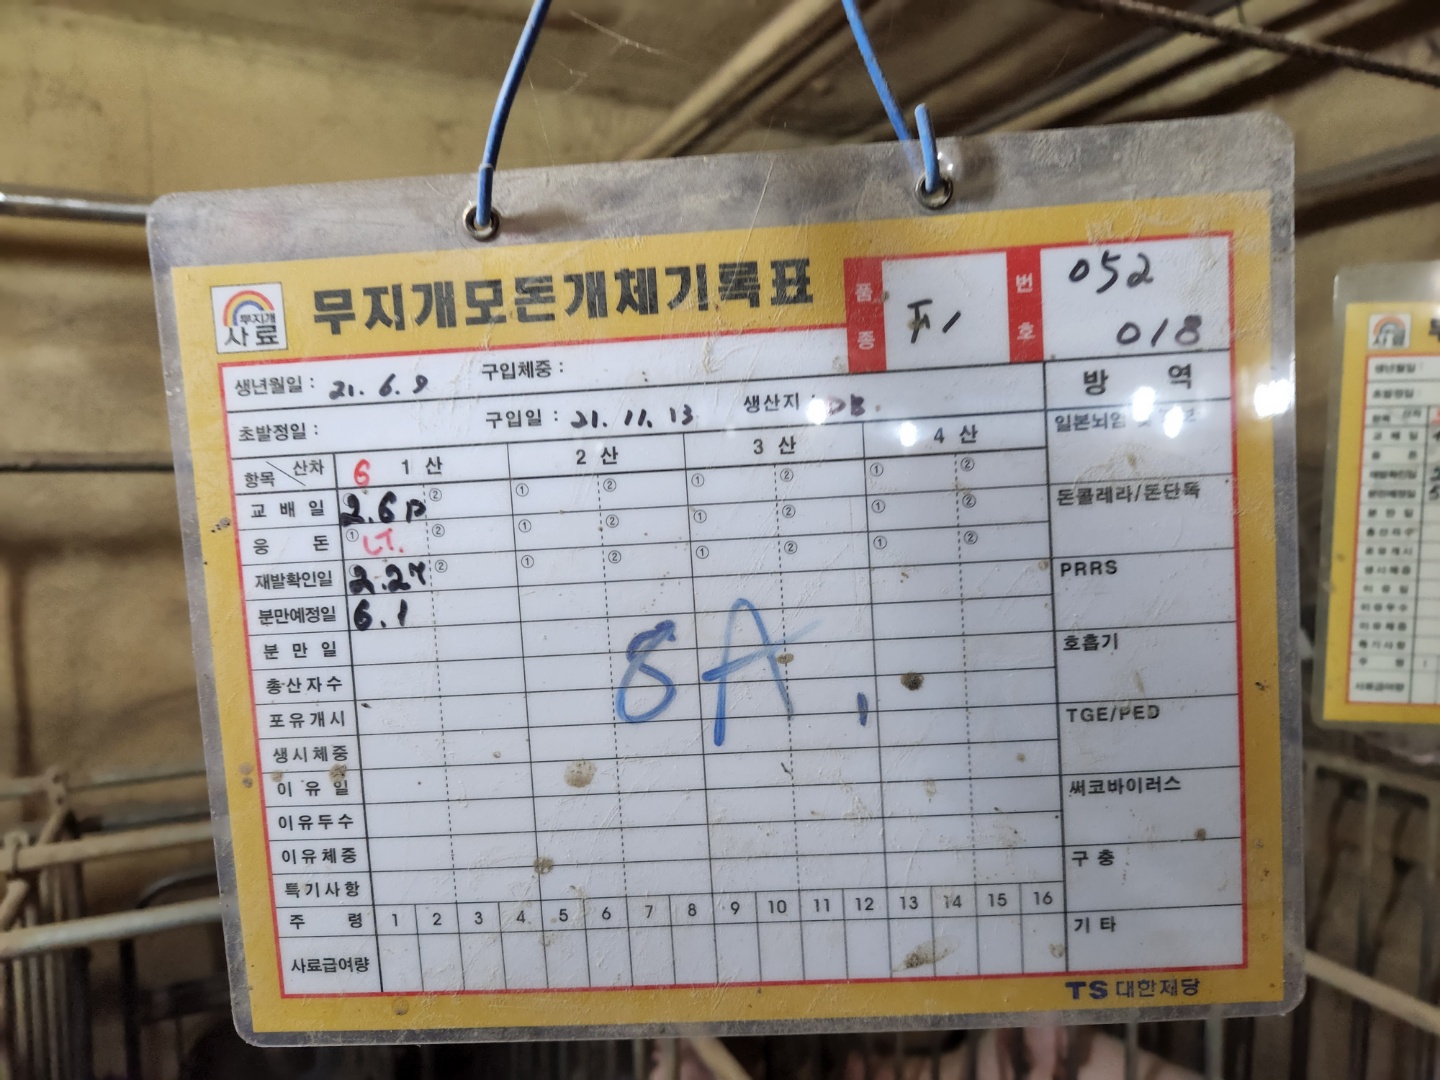 무지개
사료
무지개모돈개체기록표
품종
F1
번호
052
018
생년월일 : 21. 6. 9
구입체중 :
초발정일 :
구입일 : 21. 11. 13
생산지 :
방 역
항목 산차
6 1 산
2 산
3 산
4 산
교 배 일
① 2.6 ② ① ② ① ② ① ②
웅 돈
① LT. ② ① ② ① ② ① ②
재발확인일
2.27 ② ① ② ① ② ① ②
분만예정일
6.1
분 만 일
총산자수
포유개시
생시체중
이 유 일
이유두수
이유체중
특기사항
8A,
주 령 1 2 3 4 5 6 7 8 9 10 11 12 13 14 15 16
사료급여량
일본뇌염
돈콜레라/돈단독
PRRS
호흡기
TGE/PED
써코바이러스
구 충
기 타
TS 대한제당